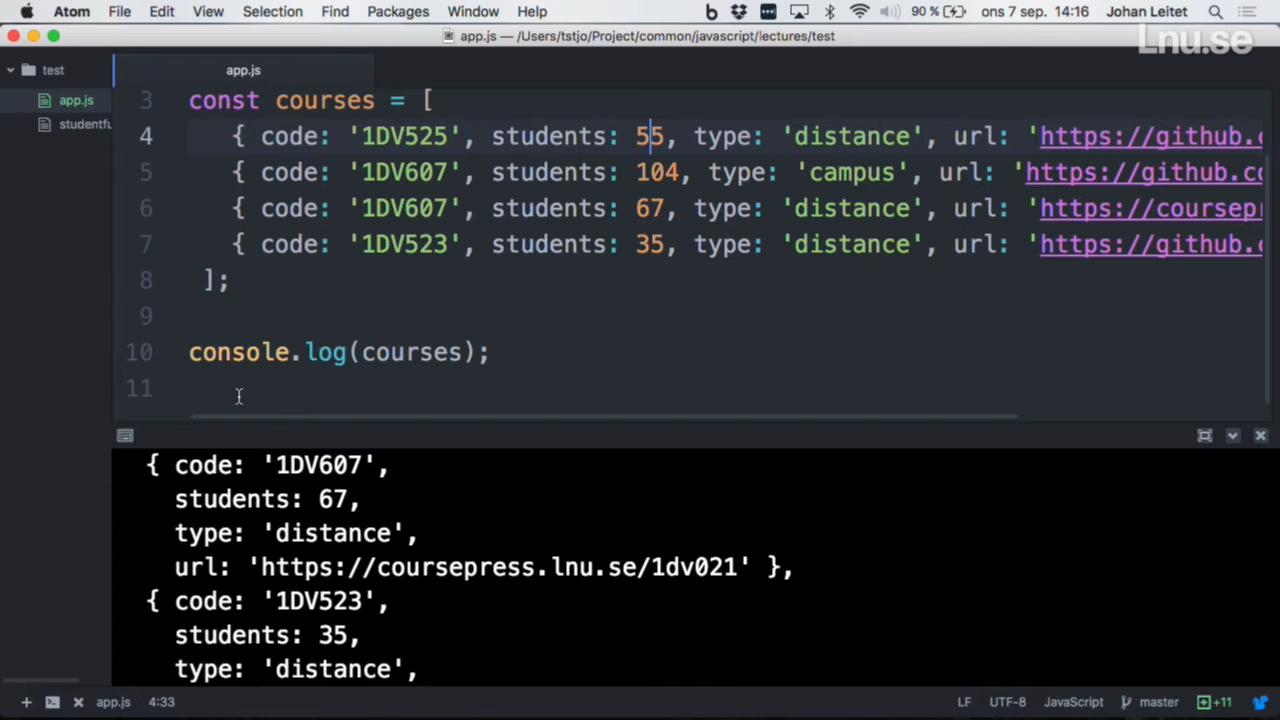 Atom File Edit View Selection Find Packages Window Help 90 % ons 7 sep. 14:16 Johan Leitet
app.js — /Users/tstjo/Project/common/javascript/lectures/test
Lnu.se
test
app.js
app.js
studentfu
3 const courses = [
4 { code: '1DV525', students: 55, type: 'distance', url: 'https://github.c
5 { code: '1DV607', students: 104, type: 'campus', url: 'https://github.co
6 { code: '1DV607', students: 67, type: 'distance', url: 'https://coursepr
7 { code: '1DV523', students: 35, type: 'distance', url: 'https://github.c
8 ];
9
10 console.log(courses);
11
{ code: '1DV607',
students: 67,
type: 'distance',
url: 'https://coursepress.lnu.se/1dv021' },
{ code: '1DV523',
students: 35,
type: 'distance',
app.js 4:33 LF UTF-8 JavaScript master +11